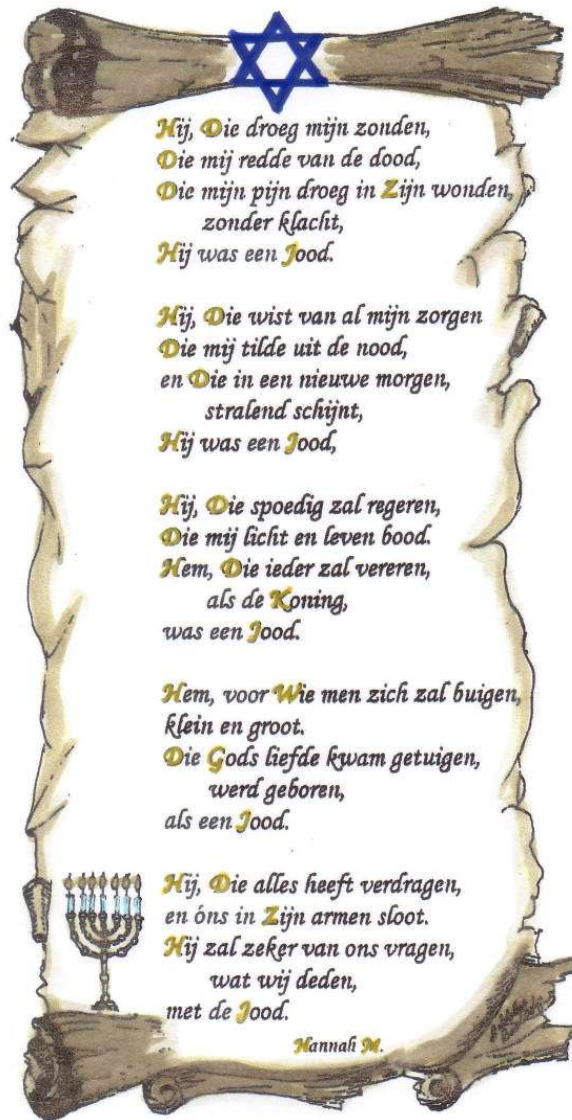 Hij, Die droeg mijn zonden,
Die mij redde van de dood,
Die mijn pijn droeg in Zijn wonden,
zonder klacht,
Hij was een Jood.
Hij, Die wist van al mijn zorgen
Die mij tilde uit de nood,
en Die in een nieuwe morgen,
stralend schijnt,
Hij was een Jood,
Hij, Die spoedig zal regeren,
Die mij licht en leven bood.
Hem, Die ieder zal vereren,
als de Koning,
was een Jood.
Hem, voor Wie men zich zal buigen,
klein en groot.
Die Gods liefde kwam getuigen,
werd geboren,
als een Jood.
Hij, Die alles heeft verdragen,
en óns in Zijn armen sloot.
Hij zal zeker van ons vragen,
wat wij deden,
met de Jood.
Hannah M.